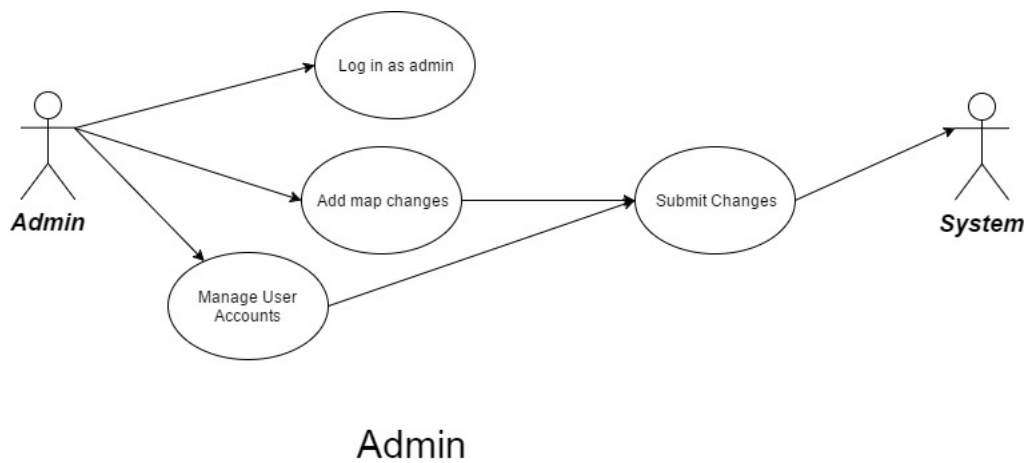 Log in as admin
Admin
Add map changes
Submit Changes
System
Manage User
Accounts
Admin